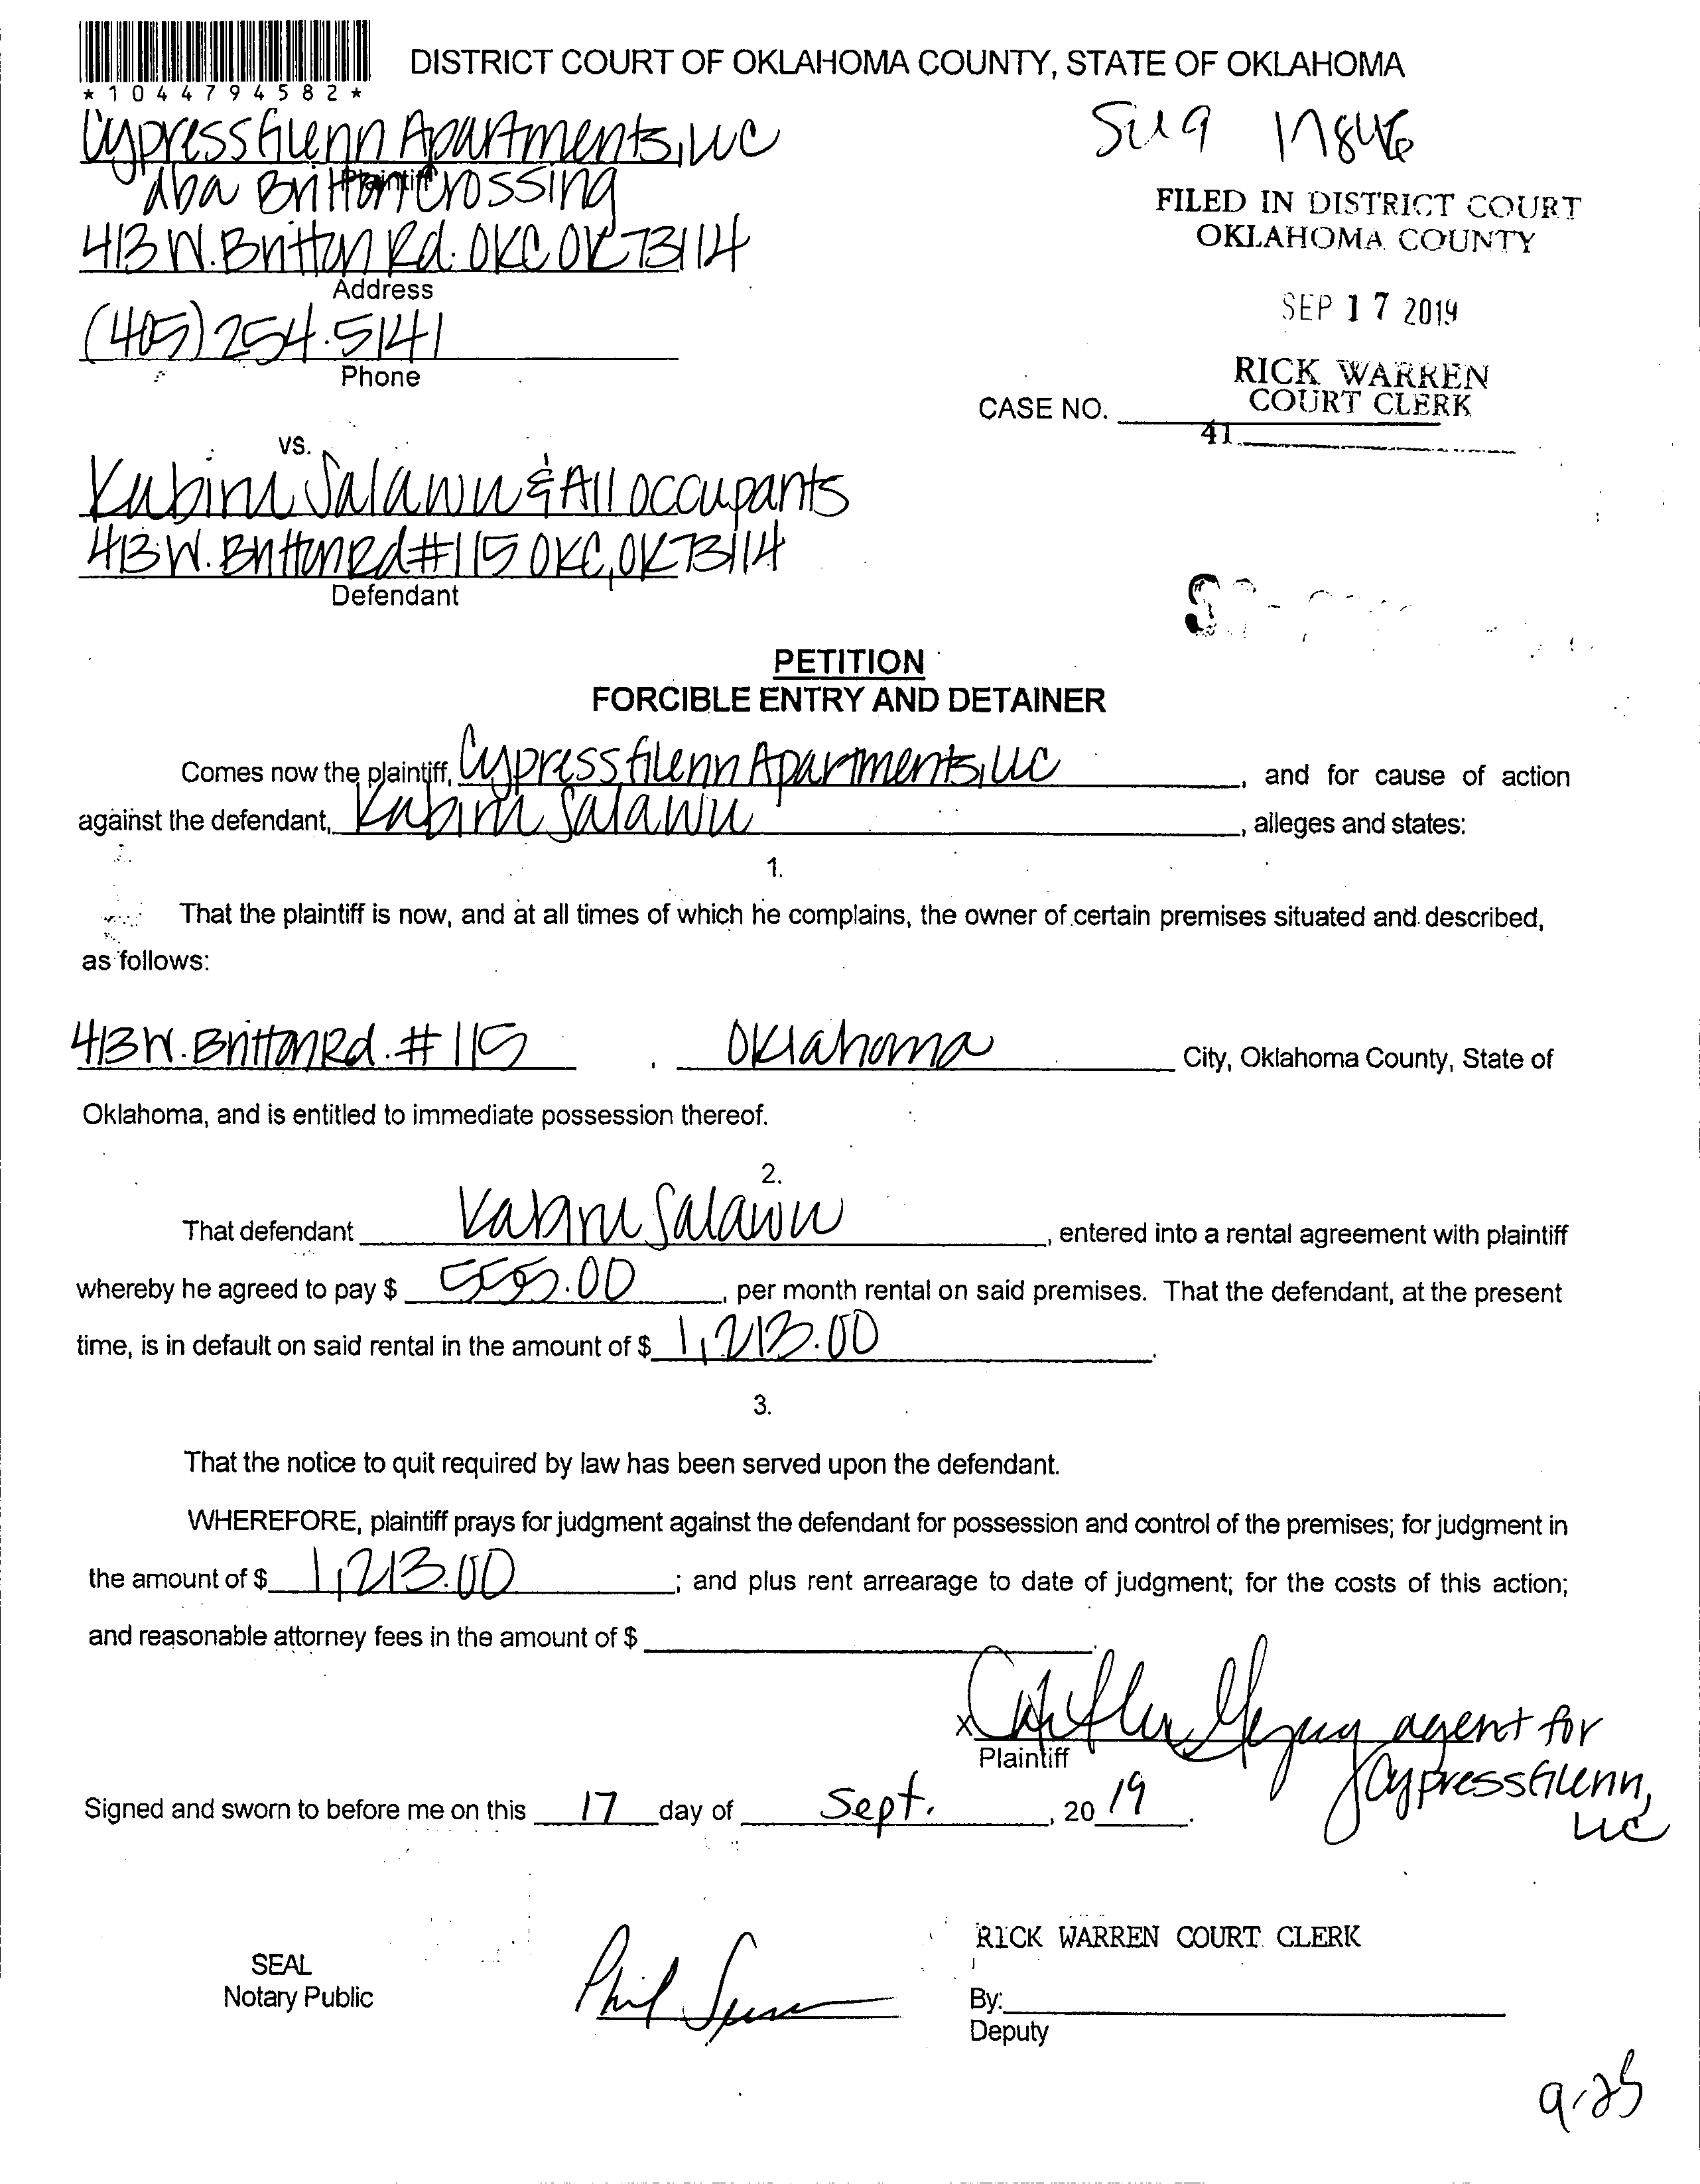 *1044794582*
DISTRICT COURT OF OKLAHOMA COUNTY, STATE OF OKLAHOMA
Cypress Glenn Apartments, LLC
Plaintiff
dba Britton Crossing
413 W. Britton Rd. OKC OK 73114
Address
(405) 254.5141
Phone
17846
FILED IN DISTRICT COURT
OKLAHOMA COUNTY
SEP 17 2019
RICK WARREN
COURT CLERK
CASE NO.
41
VS.
Kabiru Salawu & All occupants
413 W. Britton Rd #115 OKC, OK 73114
Defendant
PETITION
FORCIBLE ENTRY AND DETAINER
Comes now the plaintiff, Cypress Glenn Apartments, LLC, and for cause of action
against the defendant, Kabiru Salawu, alleges and states:
1.
That the plaintiff is now, and at all times of which he complains, the owner of certain premises situated and described,
as follows:
413 W. Britton Rd. #115, Oklahoma City, Oklahoma County, State of
Oklahoma, and is entitled to immediate possession thereof.
2.
That defendant Kabiru Salawu, entered into a rental agreement with plaintiff
whereby he agreed to pay $ 555.00, per month rental on said premises. That the defendant, at the present
time, is in default on said rental in the amount of $ 1,213.00.
3.
That the notice to quit required by law has been served upon the defendant.
WHEREFORE, plaintiff prays for judgment against the defendant for possession and control of the premises; for judgment in
the amount of $ 1,213.00; and plus rent arrearage to date of judgment; for the costs of this action;
and reasonable attorney fees in the amount of $
X agent for
Plaintiff
Cypress Glenn,
LLC
Signed and sworn to before me on this 17 day of Sept., 2019.
RICK WARREN COURT CLERK
SEAL
Notary Public
By:
Deputy
9-25